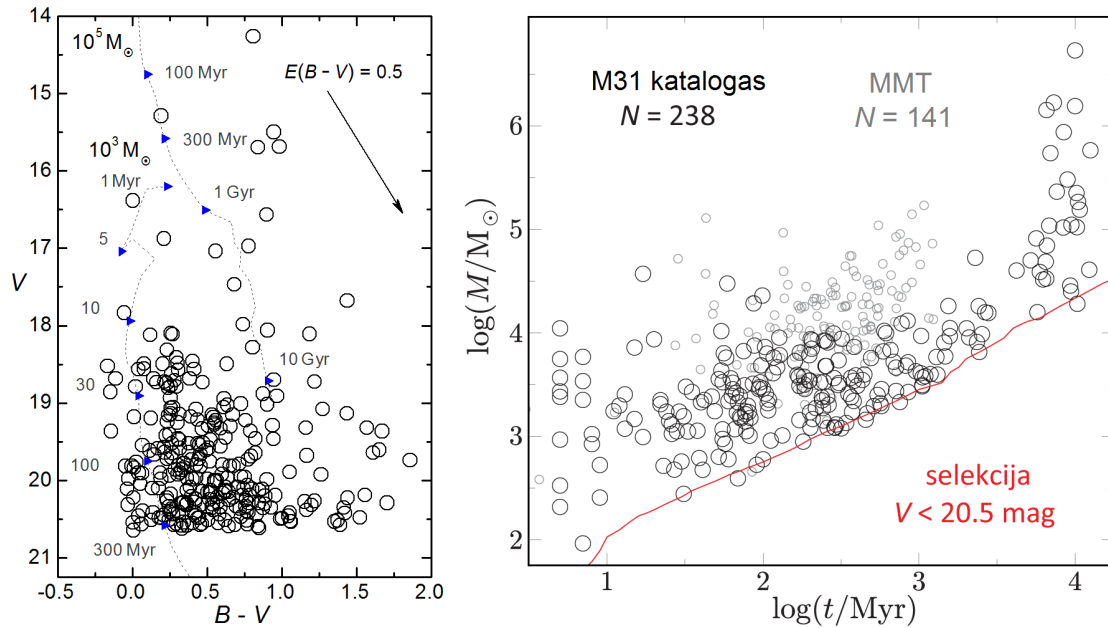 14
15
16
17
18
19
20
21
V
-0.5
0.0
0.5
1.0
1.5
2.0
B - V
10⁵ M☉
100 Myr
E(B – V) = 0.5
300 Myr
10³ M☉
1 Myr
1 Gyr
5
10
10 Gyr
30
100
300 Myr
M31 katalogas
N = 238
MMT
N = 141
selekcija
V < 20.5 mag
6
5
4
3
2
log(M/M☉)
1
2
3
4
log(t/Myr)